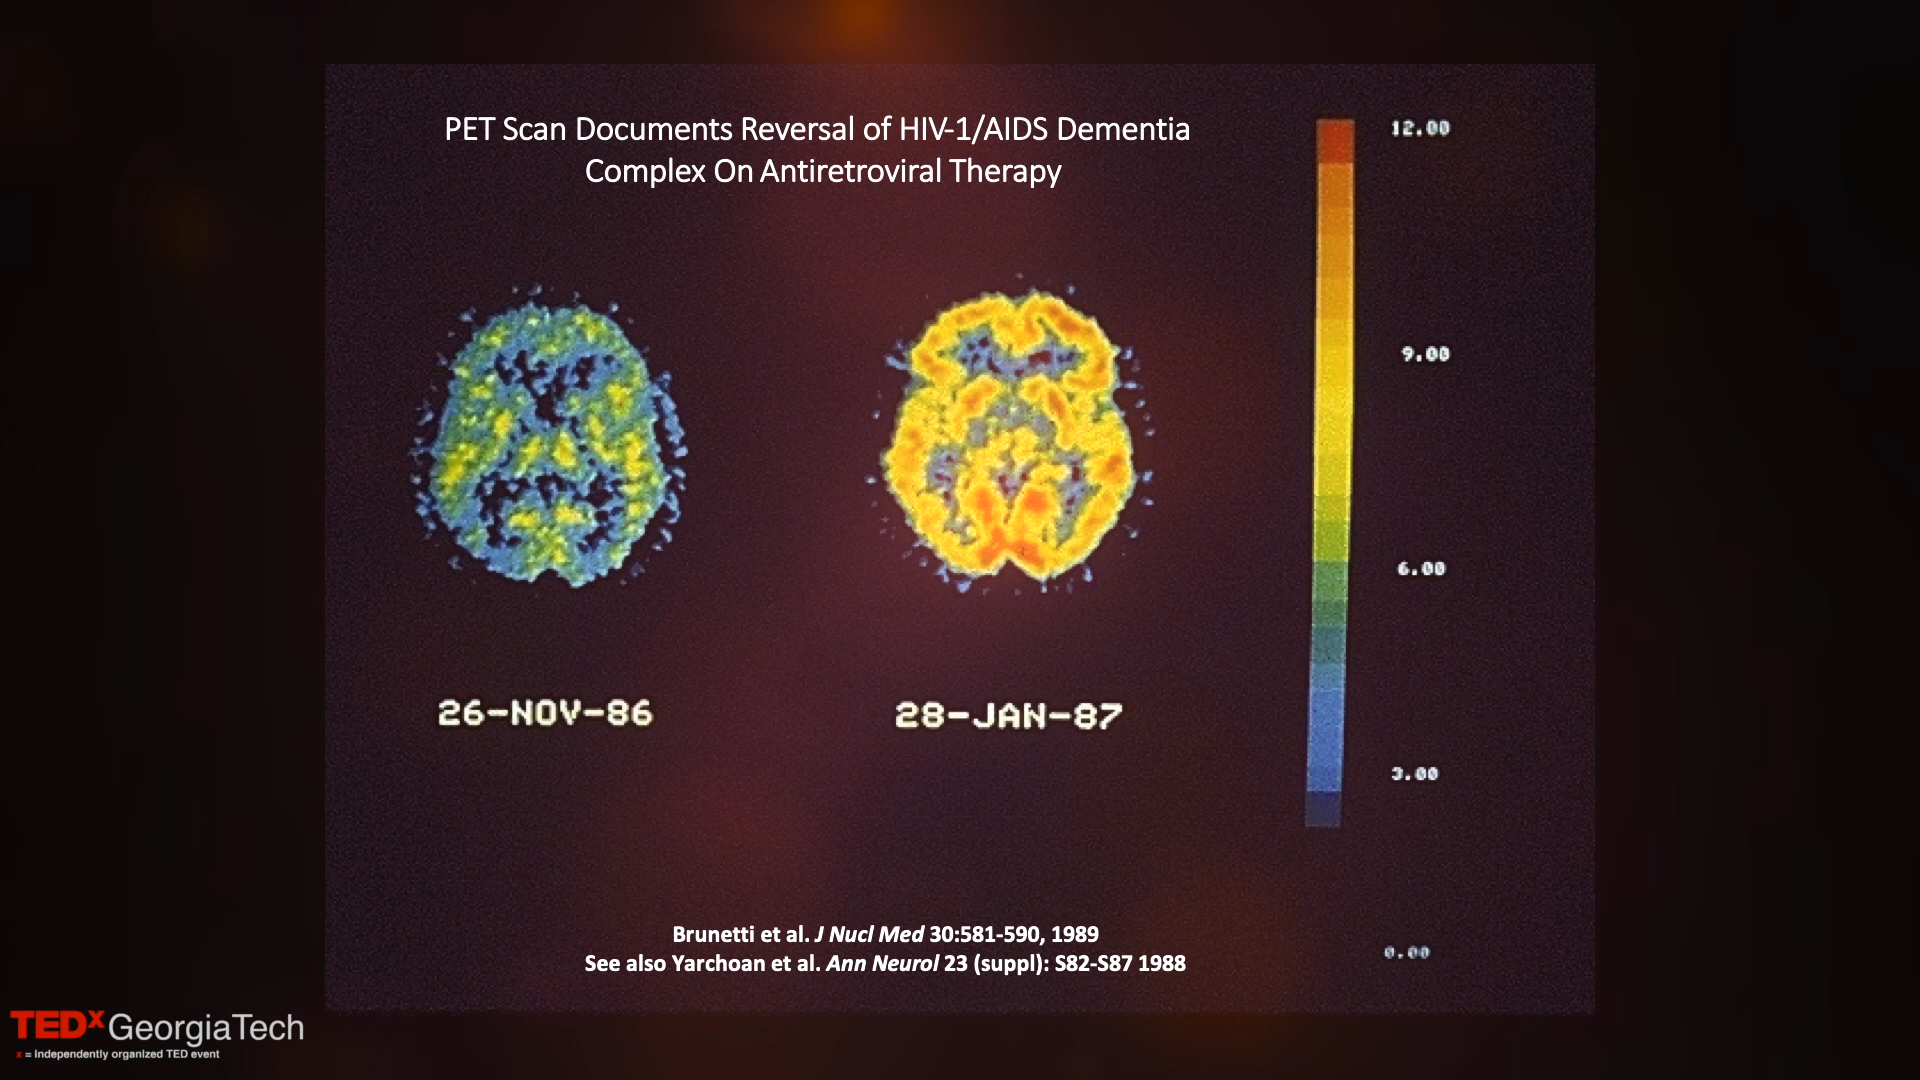 PET Scan Documents Reversal of HIV-1/AIDS Dementia
Complex On Antiretroviral Therapy
12.00
9.00
6.00
3.00
0.00
26-NOV-86
28-JAN-87
Brunetti et al. J Nucl Med 30:581-590, 1989
See also Yarchoan et al. Ann Neurol 23 (suppl): S82-S87 1988
TEDxGeorgiaTech
x = independently organized TED event